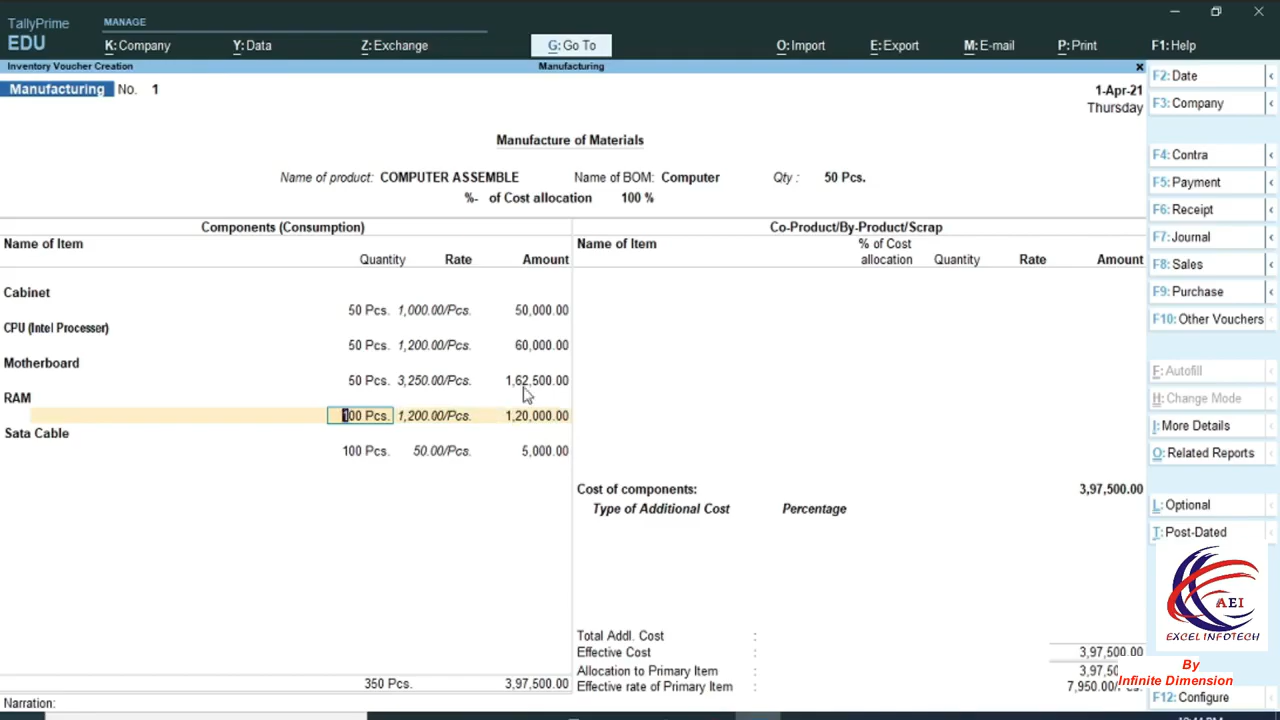 TallyPrime
EDU
MANAGE
K: Company Y: Data Z: Exchange G: Go To O: Import E: Export M: E-mail P: Print F1: Help
Inventory Voucher Creation Manufacturing ×
Manufacturing No. 1 1-Apr-21
Thursday
Manufacture of Materials
Name of product: COMPUTER ASSEMBLE Name of BOM: Computer Qty : 50 Pcs.
%- of Cost allocation 100 %
Components (Consumption) Co-Product/By-Product/Scrap
Name of Item Quantity Rate Amount
Name of Item % of Cost allocation Quantity Rate Amount
Cabinet
50 Pcs. 1,000.00/Pcs. 50,000.00
CPU (Intel Processer)
50 Pcs. 1,200.00/Pcs. 60,000.00
Motherboard
50 Pcs. 3,250.00/Pcs. 1,62,500.00
RAM
100 Pcs. 1,200.00/Pcs. 1,20,000.00
Sata Cable
100 Pcs. 50.00/Pcs. 5,000.00
Cost of components: 3,97,500.00
Type of Additional Cost Percentage
Total Addl. Cost :
Effective Cost : 3,97,500.00
Allocation to Primary Item : 3,97,50
Effective rate of Primary Item : 7,950.00/Pcs.
350 Pcs. 3,97,500.00
Narration:
F2: Date
F3: Company
F4: Contra
F5: Payment
F6: Receipt
F7: Journal
F8: Sales
F9: Purchase
F10: Other Vouchers
F: Autofill
H: Change Mode
I: More Details
O: Related Reports
L: Optional
T: Post-Dated
AEI
EXCEL INFOTECH
By
Infinite Dimension
F12: Configure